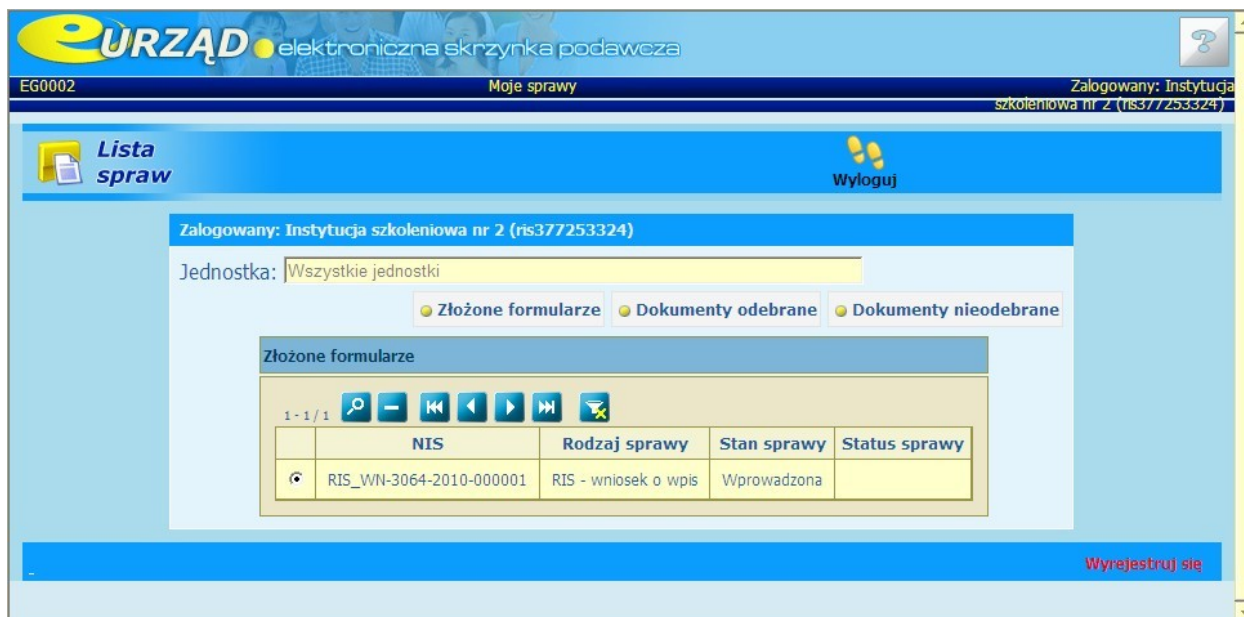 eURZĄD elektroniczna skrzynka podawcza
?
EG0002 Moje sprawy Zalogowany: Instytucja
szkoleniowa nr 2 (ris377253324)
Lista
spraw
Wyloguj
Zalogowany: Instytucja szkoleniowa nr 2 (ris377253324)
Jednostka: Wszystkie jednostki
Złożone formularze Dokumenty odebrane Dokumenty nieodebrane
Złożone formularze
1 - 1 / 1
NIS Rodzaj sprawy Stan sprawy Status sprawy
RIS_WN-3064-2010-000001 RIS - wniosek o wpis Wprowadzona
Wyrejestruj się